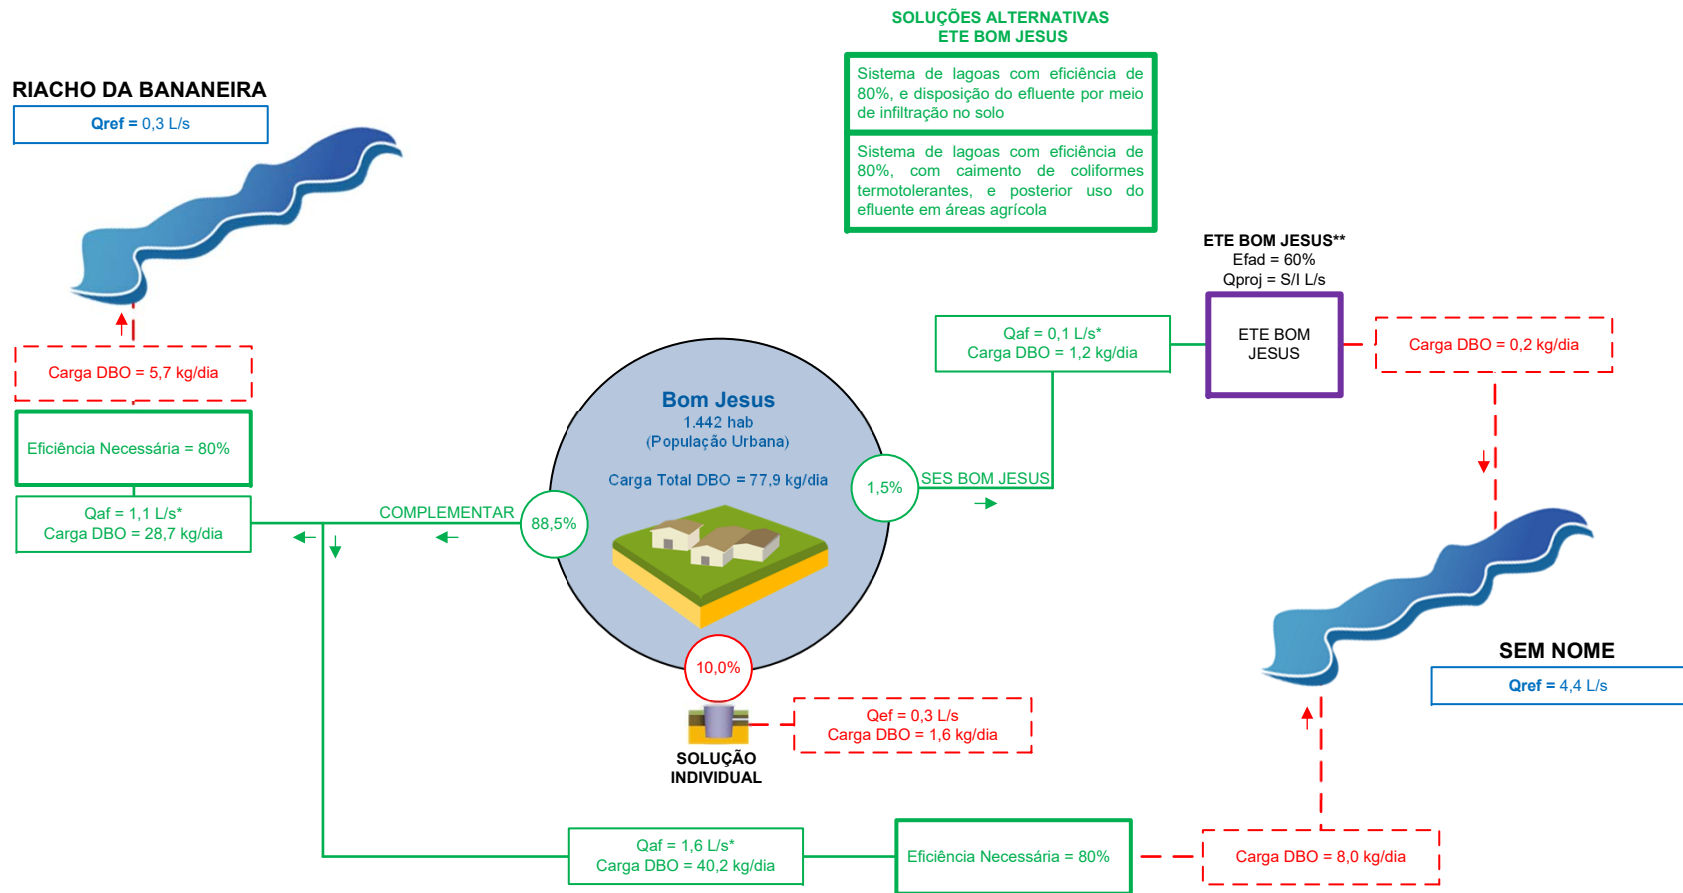 SOLUÇÕES ALTERNATIVAS
ETE BOM JESUS
Sistema de lagoas com eficiência de
80%, e disposição do efluente por meio
de infiltração no solo
Sistema de lagoas com eficiência de
80%, com caimento de coliformes
termotolerantes, e posterior uso do
efluente em áreas agrícola
RIACHO DA BANANEIRA
Qref = 0,3 L/s
ETE BOM JESUS**
Efad = 60%
Qproj = S/I L/s
ETE BOM
JESUS
Qaf = 0,1 L/s*
Carga DBO = 1,2 kg/dia
Carga DBO = 0,2 kg/dia
Carga DBO = 5,7 kg/dia
Eficiência Necessária = 80%
Qaf = 1,1 L/s*
Carga DBO = 28,7 kg/dia
COMPLEMENTAR
88,5%
Bom Jesus
1.442 hab
(População Urbana)
Carga Total DBO = 77,9 kg/dia
1,5%
SES BOM JESUS
10,0%
SOLUÇÃO
INDIVIDUAL
Qef = 0,3 L/s
Carga DBO = 1,6 kg/dia
SEM NOME
Qref = 4,4 L/s
Qaf = 1,6 L/s*
Carga DBO = 40,2 kg/dia
Eficiência Necessária = 80%
Carga DBO = 8,0 kg/dia